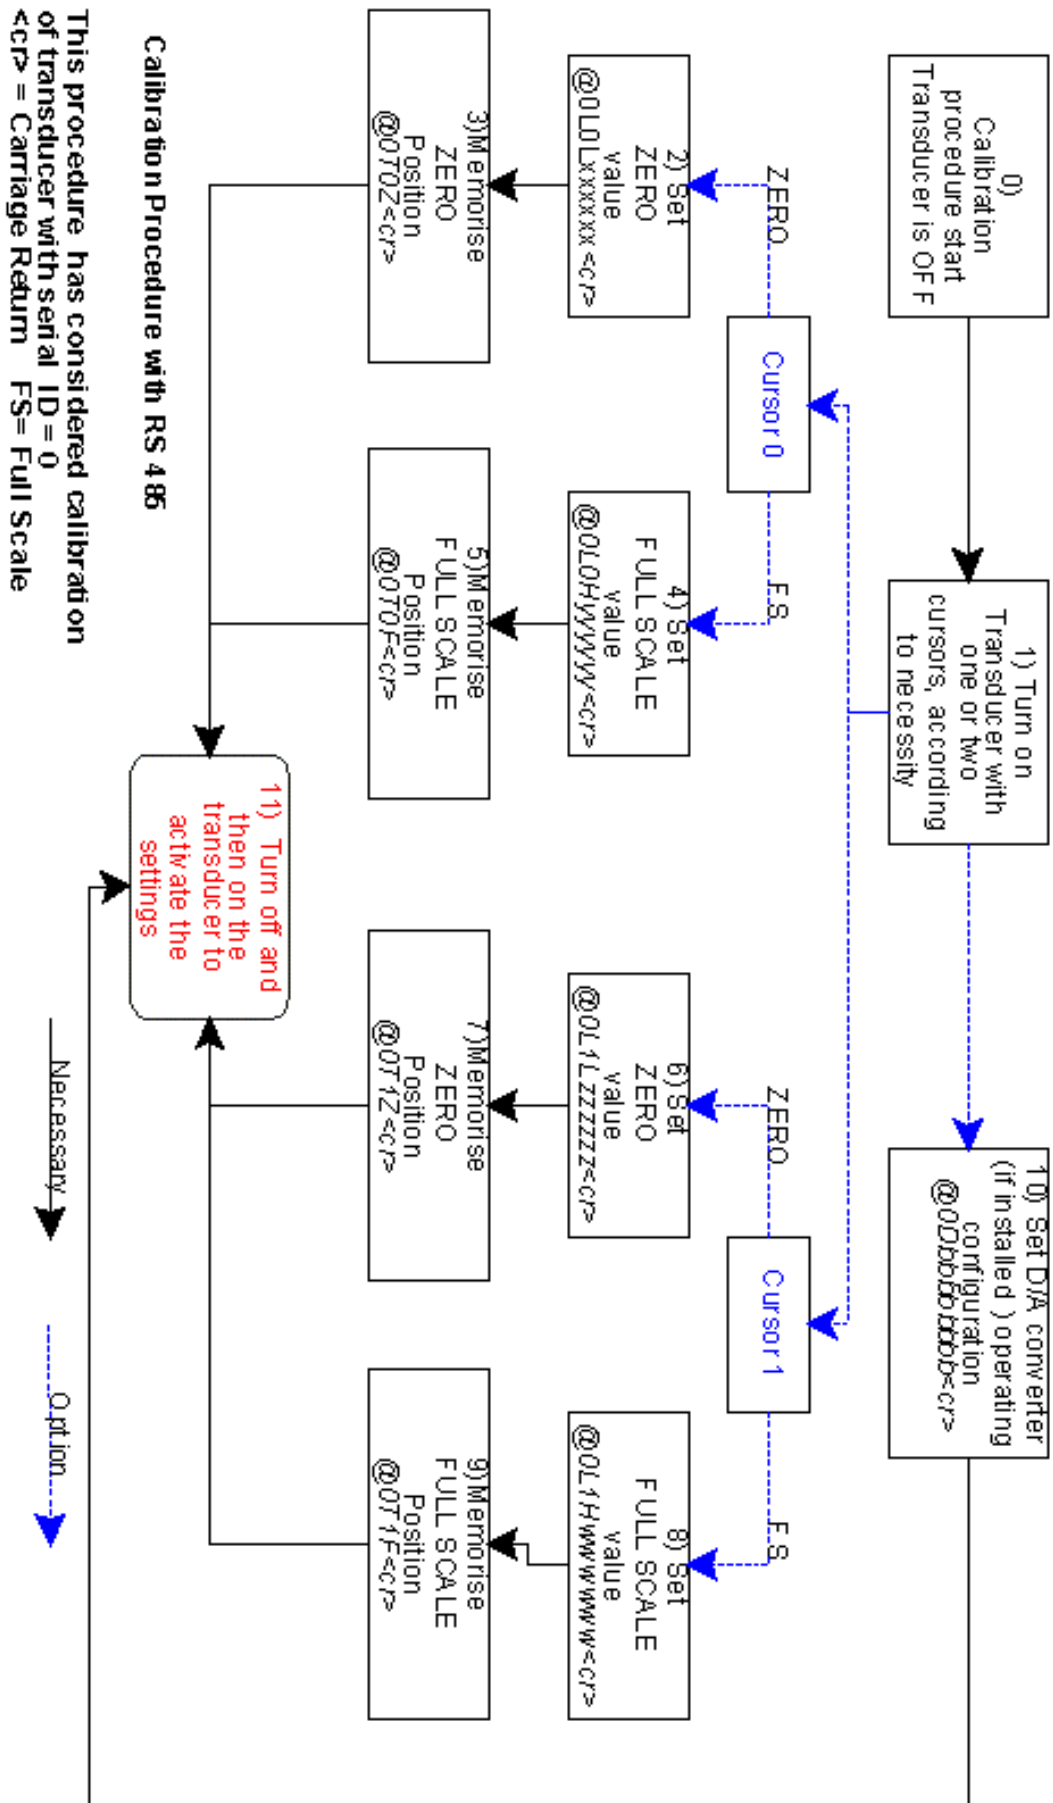 0)
Calibration
procedure start
Transducer is OFF
1) Turn on
Transducer with
one or two
cursors, according
to necessity
10) Set D/A converter
(if installed ) operating
configuration
@0Dbbbbbbbb<cr>
Cursor 0
Cursor 1
ZERO
F.S.
ZERO
F.S.
2) Set
ZERO
value
@0L0Lxxxxxx<cr>
4) Set
FULL SCALE
value
@0L0Hyyyyyy<cr>
6)Set
ZERO
value
@0L1Lzzzzzz<cr>
8) Set
FULL SCALE
value
@0L1Hwwwwww<cr>
3)Memorise
ZERO
Position
@0T0Z<cr>
5)Memorise
FULL SCALE
Position
@0T0F<cr>
7)Memorise
ZERO
Position
@0T1Z<cr>
9)Memorise
FULL SCALE
Position
@0T1F<cr>
11) Turn off and
then on the
transducer to
activate the
settings
Calibration Procedure with RS 485
This procedure has considered calibration
of transducer with serial ID = 0
<cr> = Carriage Return FS= Full Scale
Necessary
Option